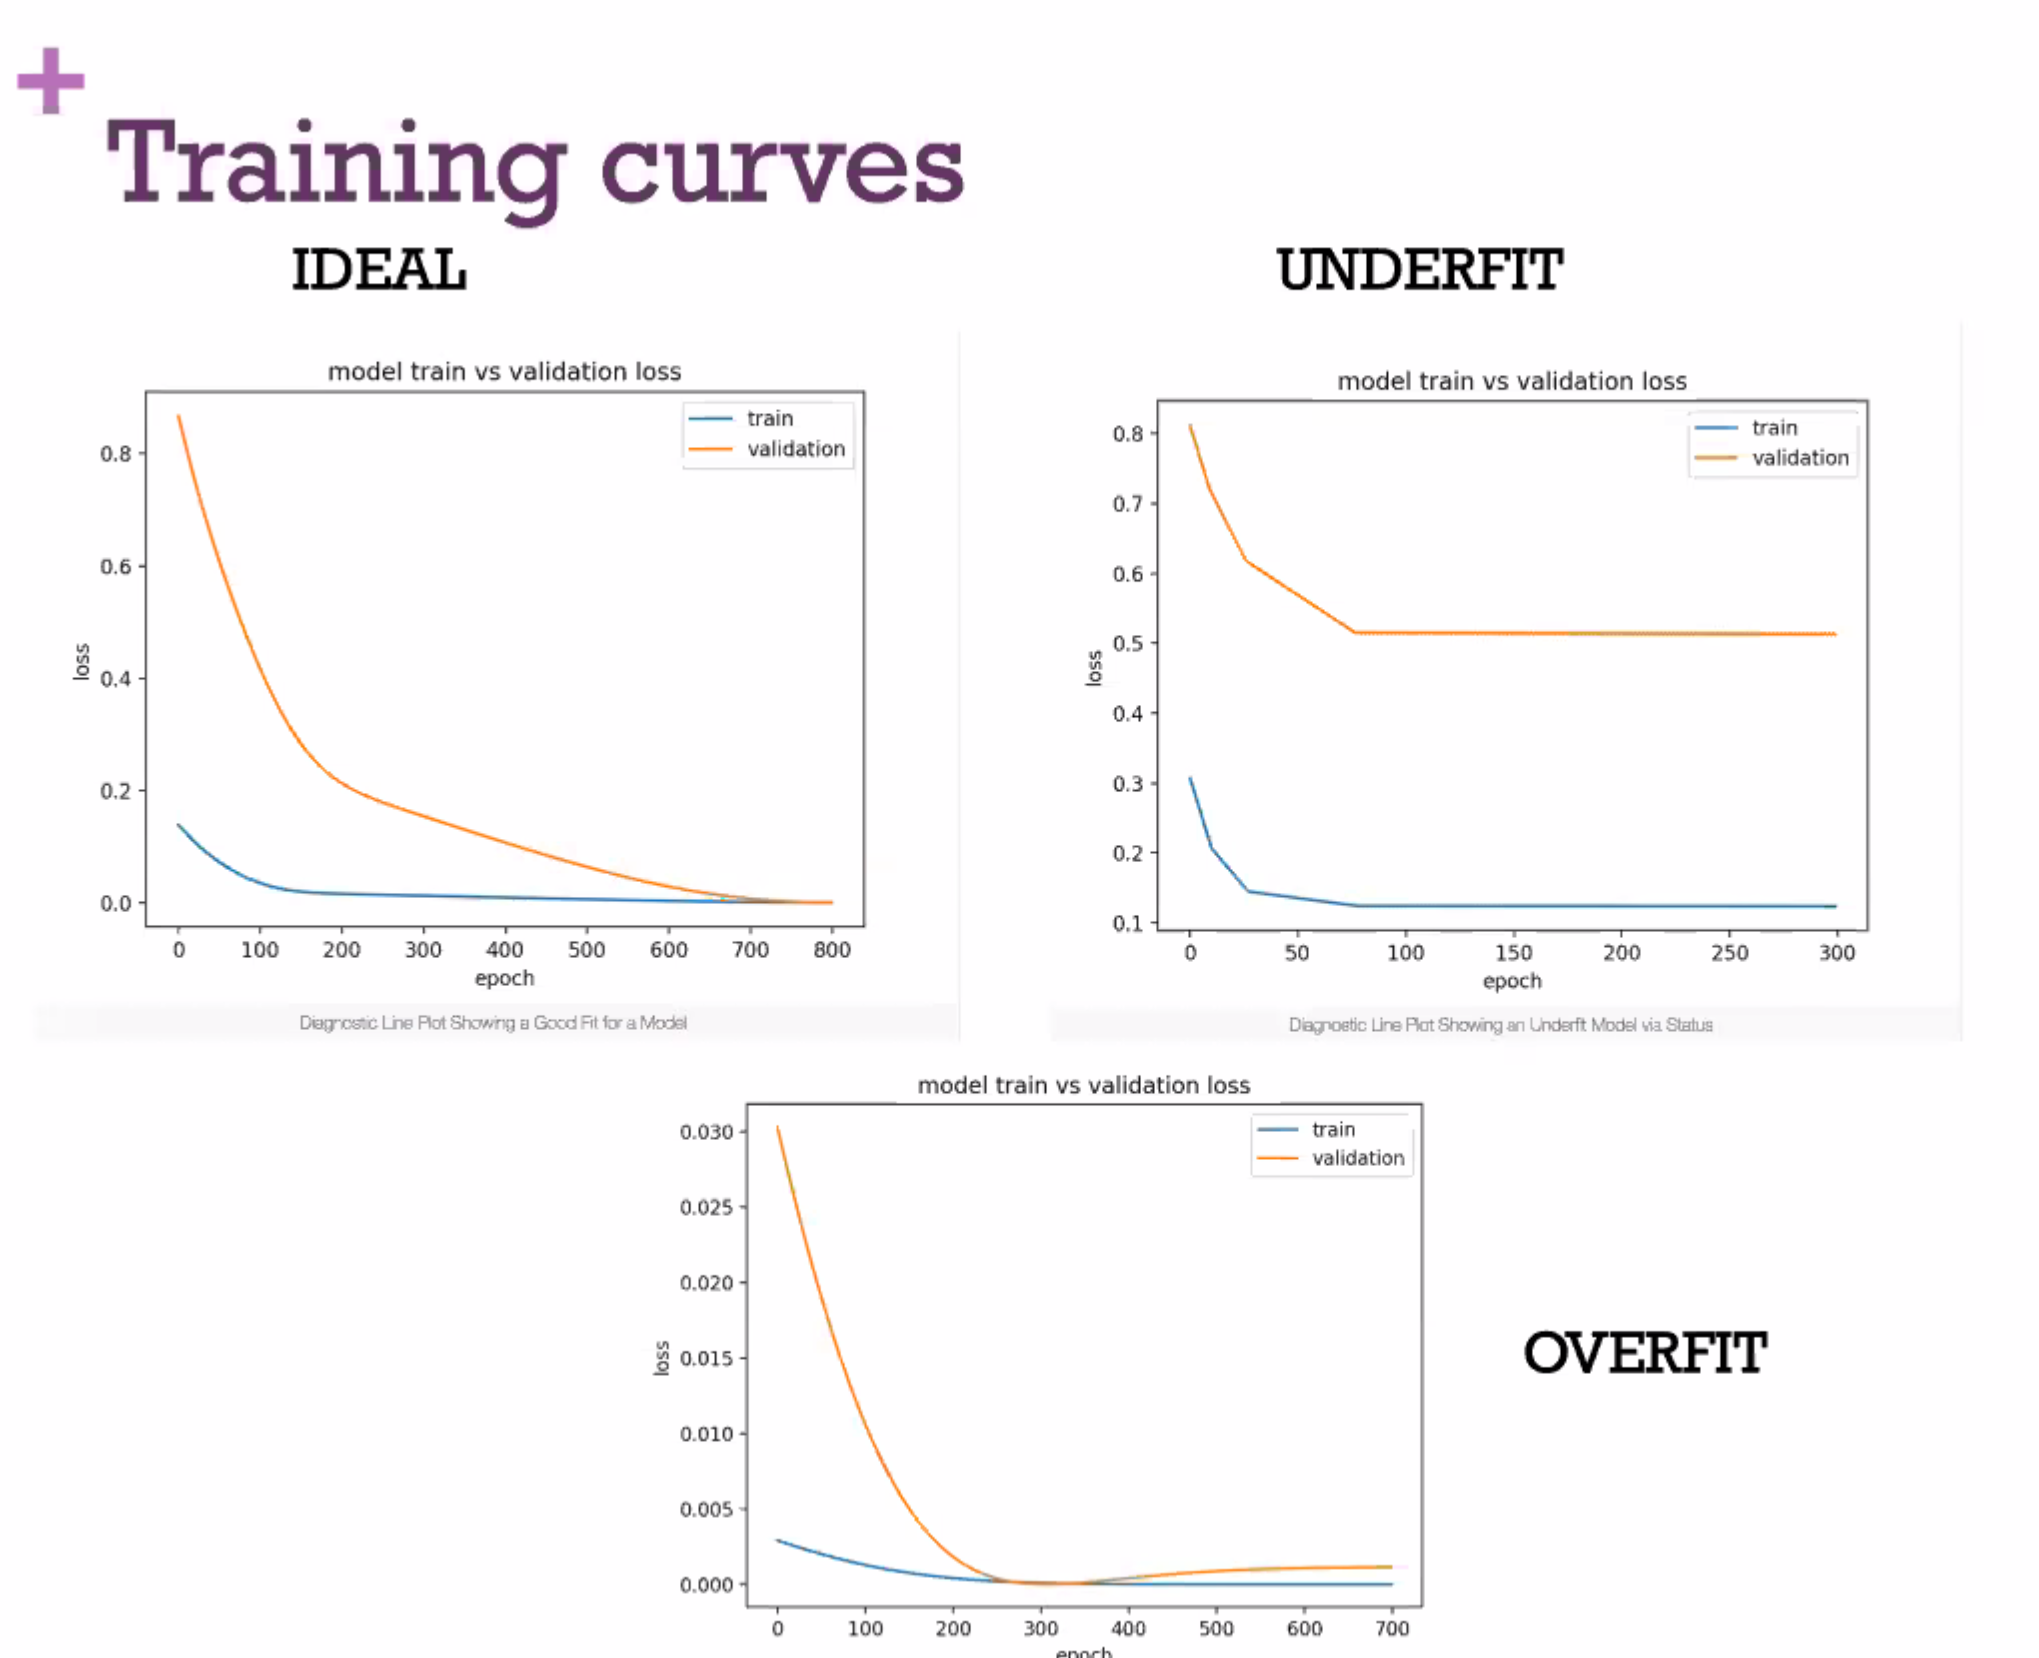 +
Training curves
IDEAL
UNDERFIT
model train vs validation loss
train
validation
0.8
0.6
0.4
0.2
0.0
loss
0 100 200 300 400 500 600 700 800
epoch
Diagnostic Line Plot Showing a Good Fit for a Model
model train vs validation loss
train
validation
0.8
0.7
0.6
0.5
0.4
0.3
0.2
0.1
loss
0 50 100 150 200 250 300
epoch
Diagnostic Line Plot Showing an Underfit Model via Status
model train vs validation loss
train
validation
0.030
0.025
0.020
0.015
0.010
0.005
0.000
loss
0 100 200 300 400 500 600 700
epoch
OVERFIT